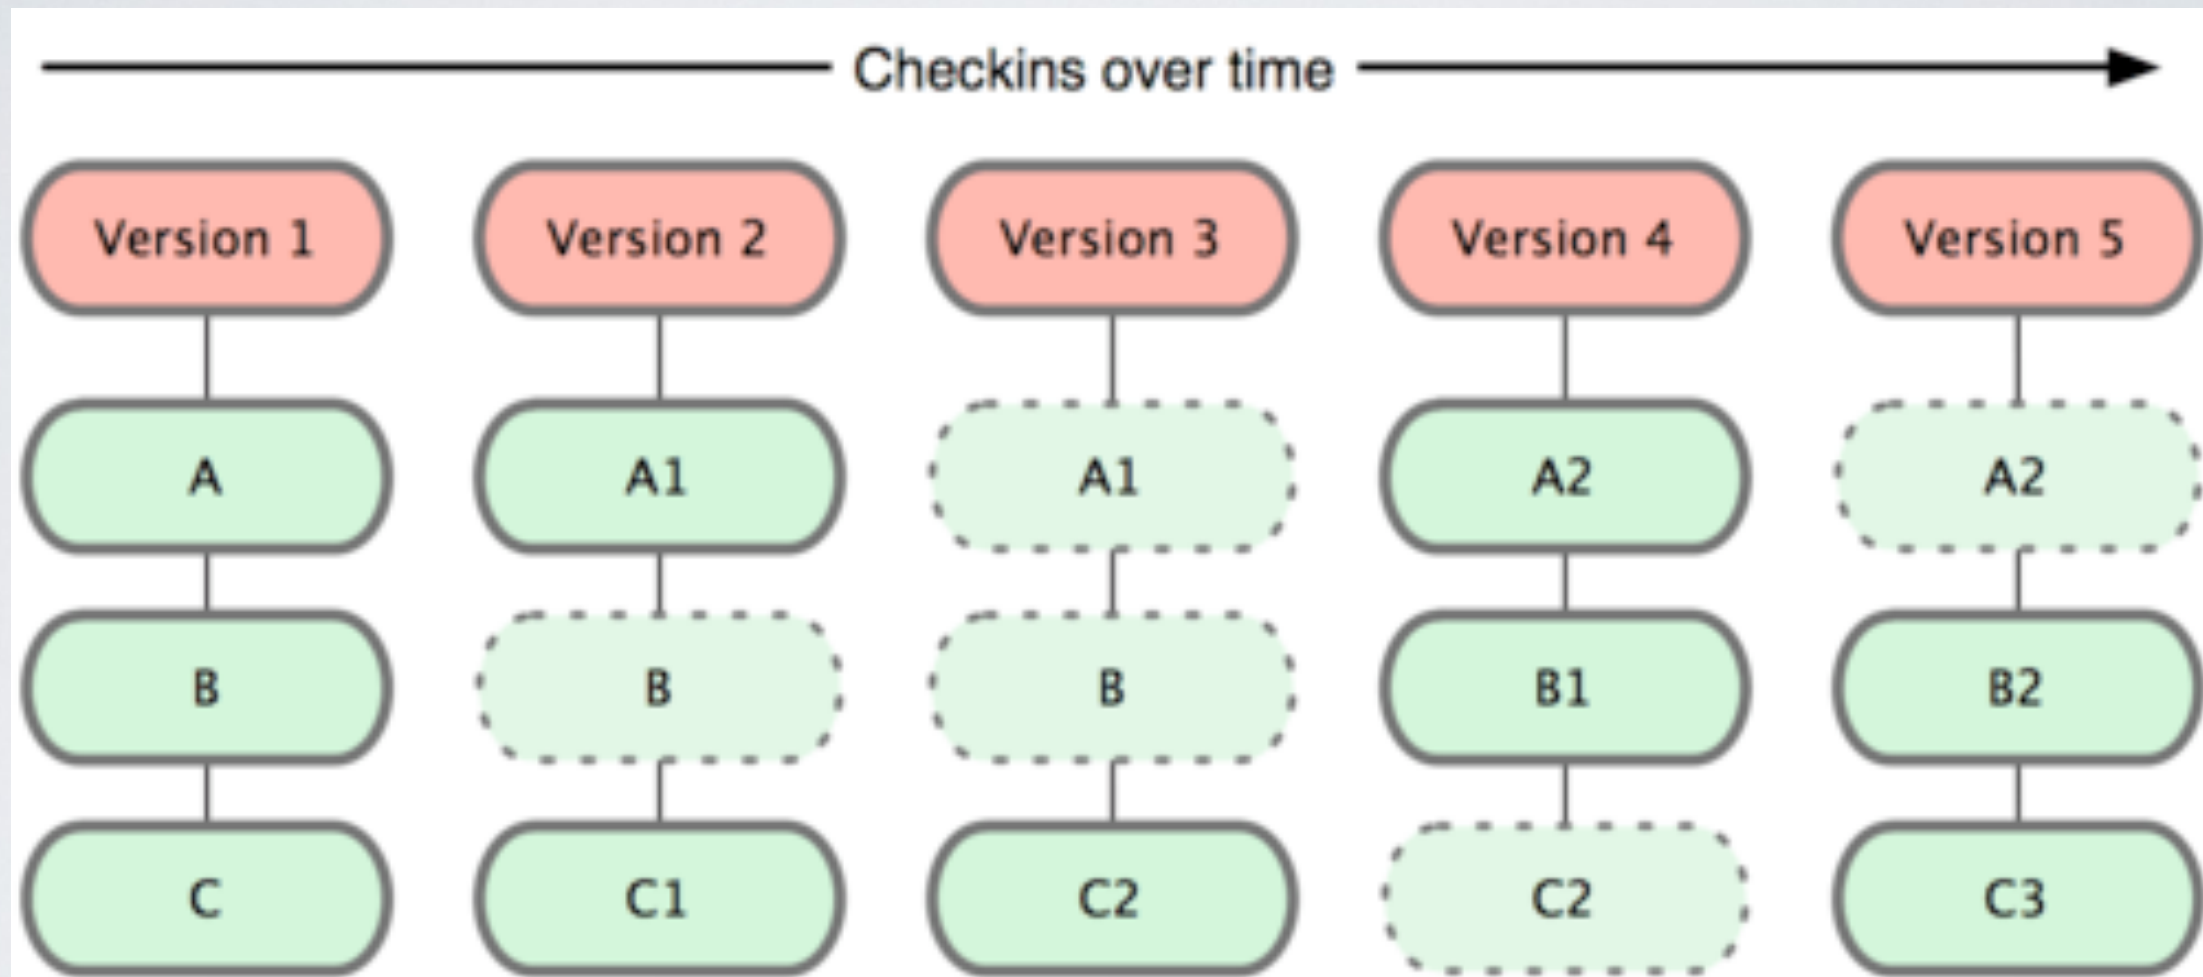 Checkins over time
Version 1 Version 2 Version 3 Version 4 Version 5
A A1 A1 A2 A2
B B B B1 B2
C C1 C2 C2 C3